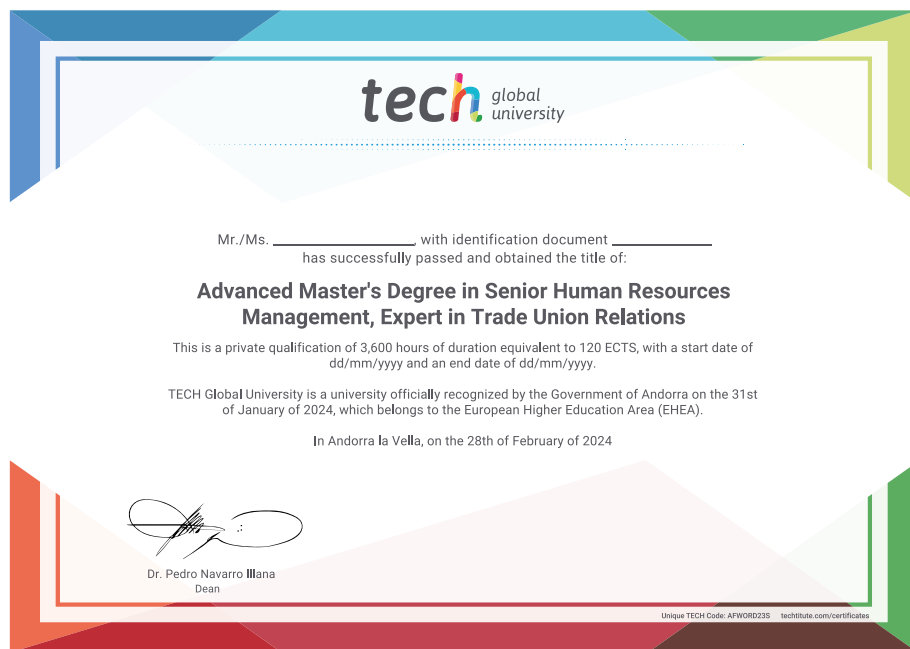 tech global
university
Mr./Ms. ________________, with identification document ___________
has successfully passed and obtained the title of:
Advanced Master's Degree in Senior Human Resources
Management, Expert in Trade Union Relations
This is a private qualification of 3,600 hours of duration equivalent to 120 ECTS, with a start date of
dd/mm/yyyy and an end date of dd/mm/yyyy.
TECH Global University is a university officially recognized by the Government of Andorra on the 31st
of January of 2024, which belongs to the European Higher Education Area (EHEA).
In Andorra la Vella, on the 28th of February of 2024
Dr. Pedro Navarro Illana
Dean
Unique TECH Code: AFWORD23S techtitute.com/certificates